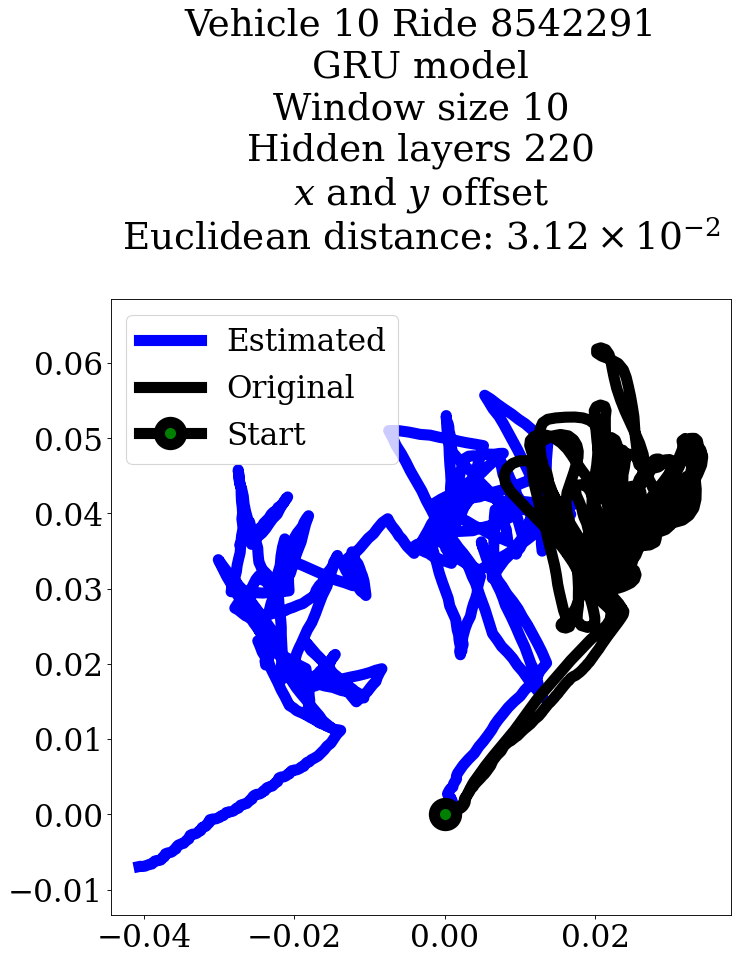 Vehicle 10 Ride 8542291
GRU model
Window size 10
Hidden layers 220
x and y offset
Euclidean distance: 3.12 × 10⁻²
Estimated
Original
Start
0.06
0.05
0.04
0.03
0.02
0.01
0.00
−0.01
−0.04 −0.02 0.00 0.02